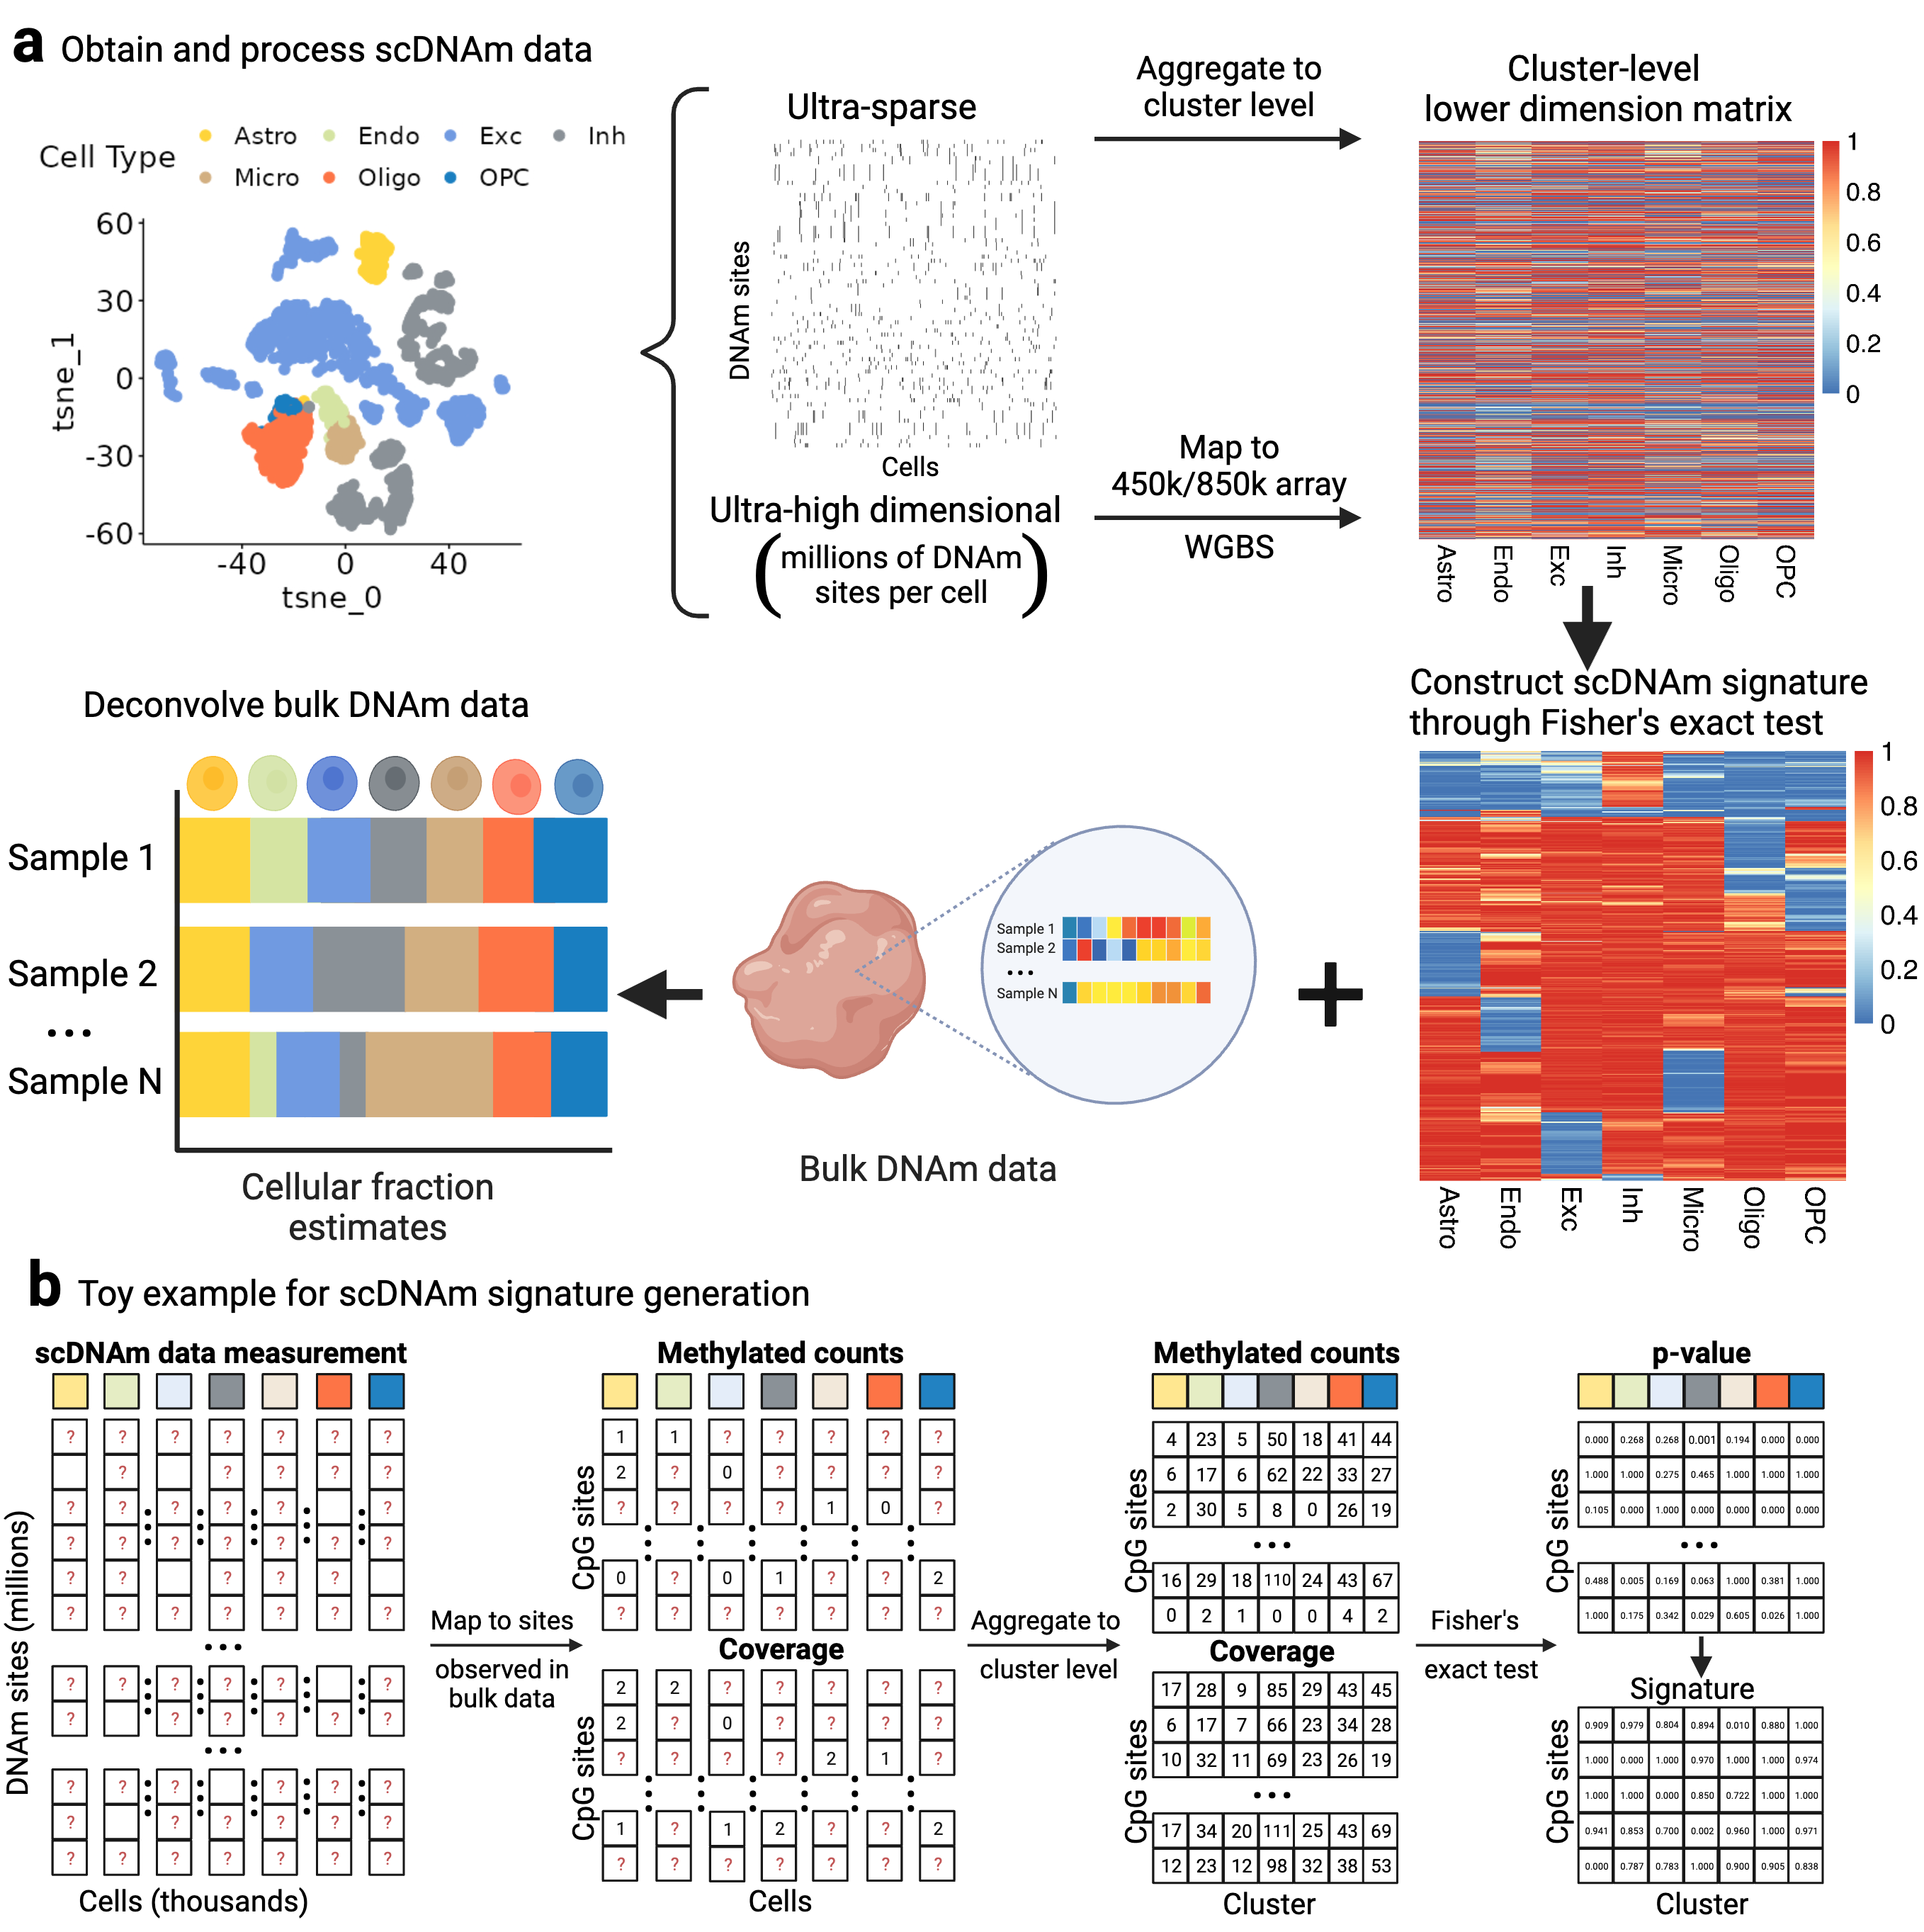 a Obtain and process scDNAm data
Cell Type
Astro Endo Exc Inh
Micro Oligo OPC
60
30
0
-30
-60
tsne_1
-40 0 40
tsne_0
Ultra-sparse
DNAm sites
Cells
Ultra-high dimensional
(millions of DNAm
sites per cell)
Aggregate to
cluster level
Map to
450k/850k array
WGBS
Cluster-level
lower dimension matrix
1
0.8
0.6
0.4
0.2
0
Astro Endo Exc Inh Micro Oligo OPC
Construct scDNAm signature
through Fisher's exact test
1
0.8
0.6
0.4
0.2
0
Astro Endo Exc Inh Micro Oligo OPC
+
Sample 1
Sample 2
...
Sample N
Bulk DNAm data
Deconvolve bulk DNAm data
Sample 1
Sample 2
...
Sample N
Cellular fraction
estimates
b Toy example for scDNAm signature generation
scDNAm data measurement
? ? ? ? ? ? ?
? ? ? ? ?
? ? ? ? ? ?
? ? ? ? ? ? ?
? ? ? ? ?
? ? ? ? ? ? ?
...
? ? ? ? ? ?
? ? ? ? ? ?
...
? ? ? ? ? ?
? ? ? ? ? ?
? ? ? ? ? ? ?
DNAm sites (millions)
Cells (thousands)
Map to sites
observed in
bulk data
Methylated counts
1 1 ? ? ? ? ?
2 ? 0 ? ? ? ?
? ? ? ? 1 0 ?
0 ? 0 1 ? ? 2
? ? ? ? ? ? ?
CpG sites
Coverage
2 2 ? ? ? ? ?
2 ? 0 ? ? ? ?
? ? ? ? 2 1 ?
1 ? 1 2 ? ? 2
? ? ? ? ? ? ?
CpG sites
Cells
Aggregate to
cluster level
Methylated counts
4 23 5 50 18 41 44
6 17 6 62 22 33 27
2 30 5 8 0 26 19
...
16 29 18 110 24 43 67
0 2 1 0 0 4 2
CpG sites
Coverage
17 28 9 85 29 43 45
6 17 7 66 23 34 28
10 32 11 69 23 26 19
...
17 34 20 111 25 43 69
12 23 12 98 32 38 53
CpG sites
Cluster
Fisher's
exact test
p-value
0.000 0.268 0.268 0.001 0.194 0.000 0.000
1.000 1.000 0.275 0.465 1.000 1.000 1.000
0.105 0.000 1.000 0.000 0.000 0.000 0.000
...
0.488 0.005 0.169 0.063 1.000 0.381 1.000
1.000 0.175 0.342 0.029 0.605 0.026 1.000
CpG sites
Signature
0.909 0.979 0.804 0.894 0.010 0.880 1.000
1.000 0.000 1.000 0.970 1.000 1.000 0.974
1.000 1.000 0.000 0.850 0.722 1.000 1.000
0.941 0.853 0.700 0.002 0.960 1.000 0.971
0.000 0.787 0.783 1.000 0.900 0.905 0.838
CpG sites
Cluster